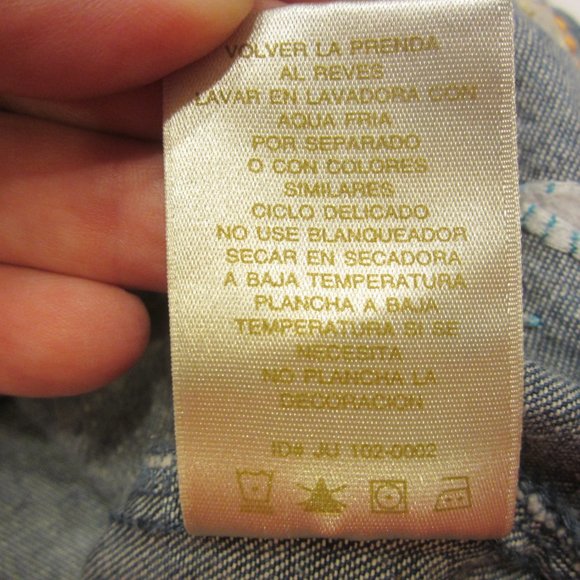 VOLVER LA PRENDA
AL REVES
LAVAR EN LAVADORA CON
AQUA FRIA
POR SEPARADO
O CON COLORES
SIMILARES
CICLO DELICADO
NO USE BLANQUEADOR
SECAR EN SECADORA
A BAJA TEMPERATURA
PLANCHA A BAJA
TEMPERATURA SI SE
NECESITA
NO PLANCHA LA
DECORACION
ID# JU 102-0002